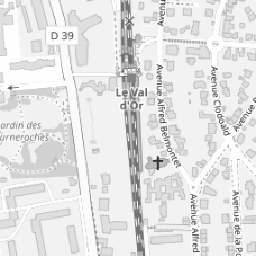 D 39
Le Val
d'Or
Avenue Alfred Belmontet
Avenue Clodoald
Avenue
ardin des
urneroches
Avenue Alfred
Avenue de la